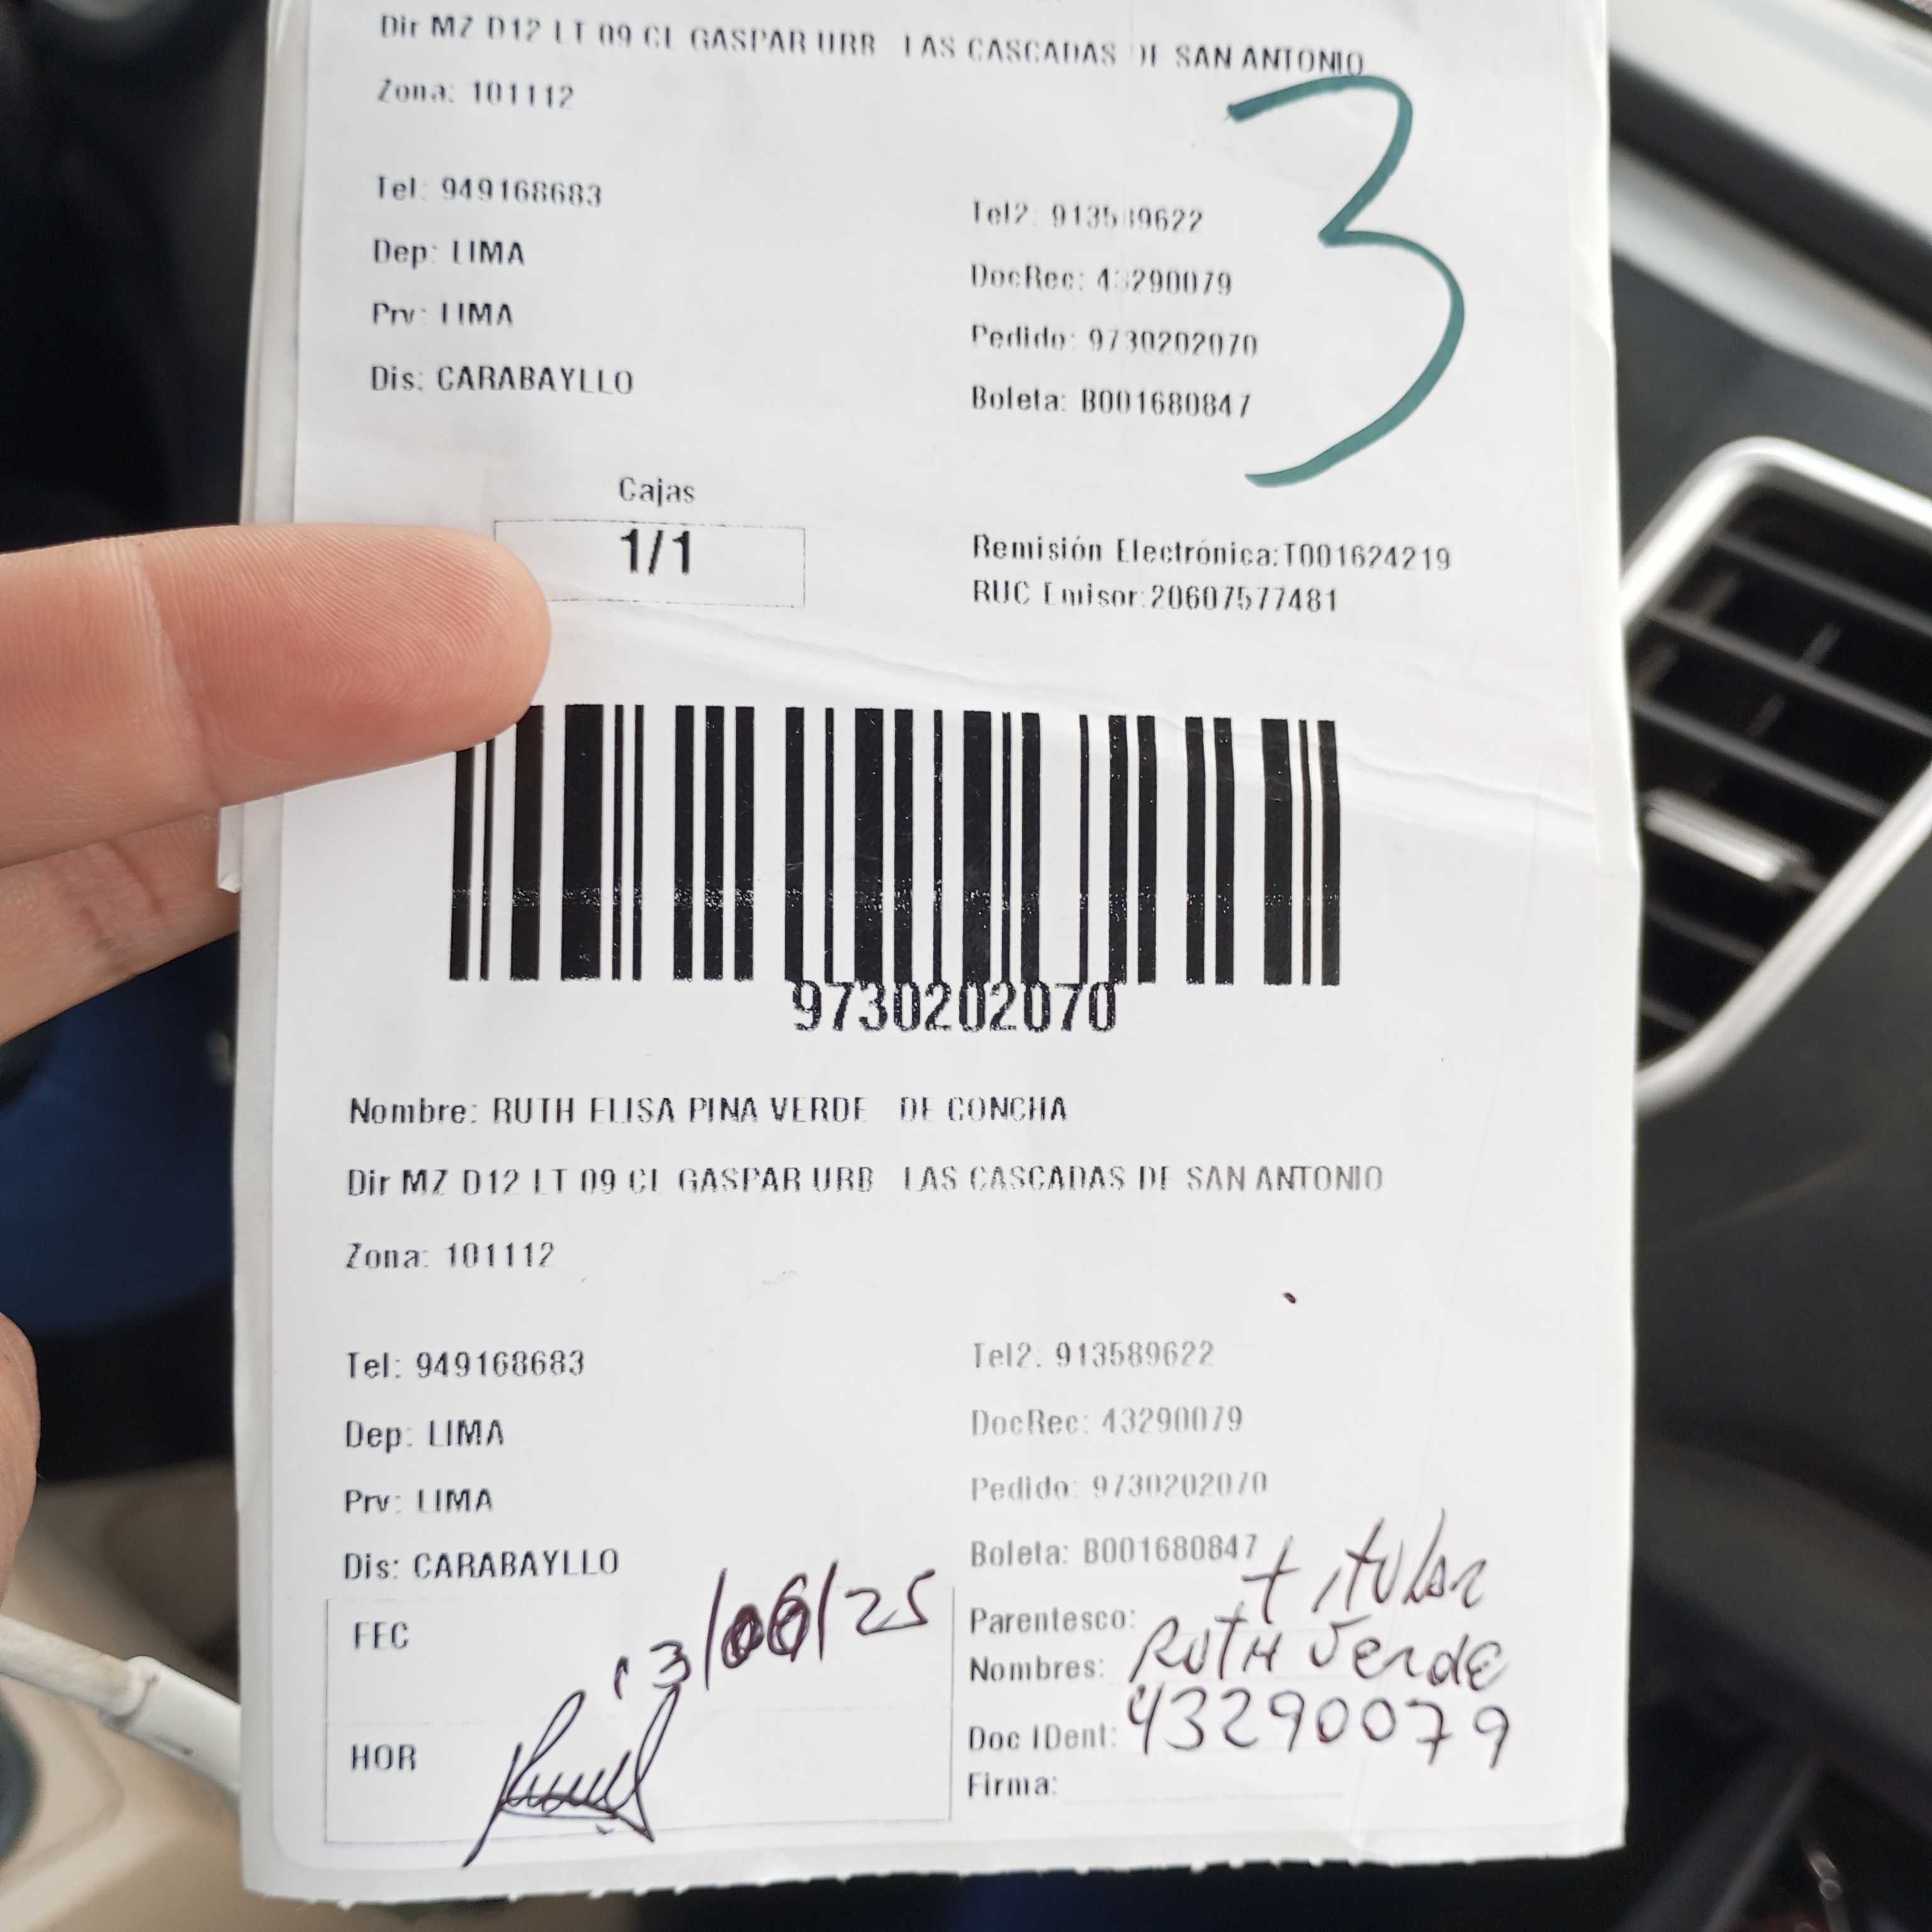 Dir MZ D12 LT 09 CL GASPAR URB LAS CASCADAS DE SAN ANTONIO
Zona: 101112
3
Tel: 949168683
Tel2: 913589622
Dep: LIMA
DocRec: 43290079
Prv: LIMA
Pedido: 9730202070
Dis: CARABAYLLO
Boleta: B001680847
Cajas
1/1
Remisión Electrónica:T001624219
RUC Emisor:20607577481
9730202070
Nombre: RUTH ELISA PINA VERDE DE CONCHA
Dir MZ D12 LT 09 CL GASPAR URB LAS CASCADAS DE SAN ANTONIO
Zona: 101112
Tel: 949168683
Tel2: 913589622
Dep: LIMA
DocRec: 43290079
Prv: LIMA
Pedido: 9730202070
Dis: CARABAYLLO
Boleta: B001680847
FEC 13/06/25
Parentesco: titular
Nombres: RUTH Verde
HOR
Doc IDent: 43290079
Firma: